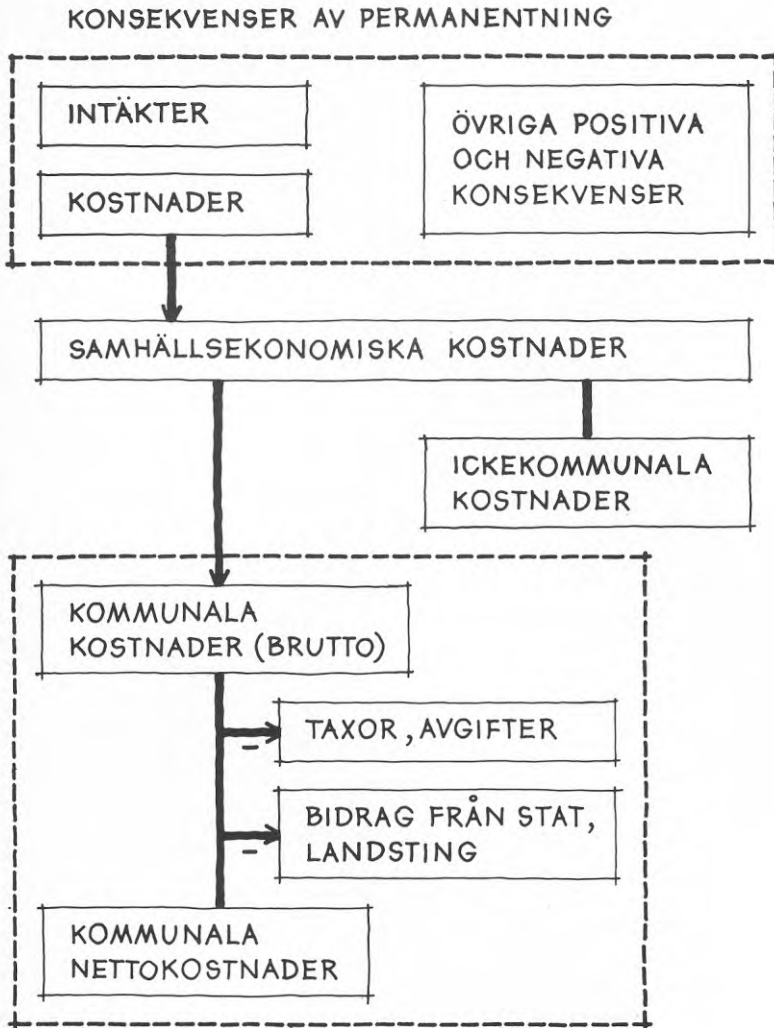 KONSEKVENSER AV PERMANENTNING
INTÄKTER
KOSTNADER
ÖVRIGA POSITIVA
OCH NEGATIVA
KONSEKVENSER
SAMHÄLLSEKONOMISKA KOSTNADER
ICKEKOMMUNALA
KOSTNADER
KOMMUNALA
KOSTNADER (BRUTTO)
–
TAXOR, AVGIFTER
–
BIDRAG FRÅN STAT,
LANDSTING
KOMMUNALA
NETTOKOSTNADER